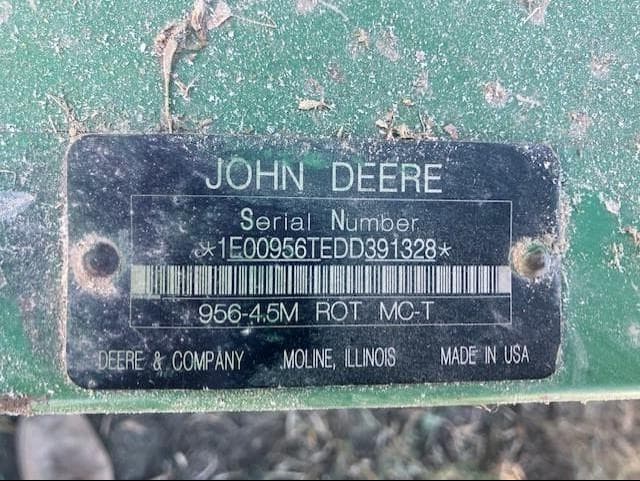 JOHN DEERE
Serial Number
*1E00956TEDD391328*
956-4.5M ROT MC-T
DEERE & COMPANY MOLINE, ILLINOIS MADE IN USA